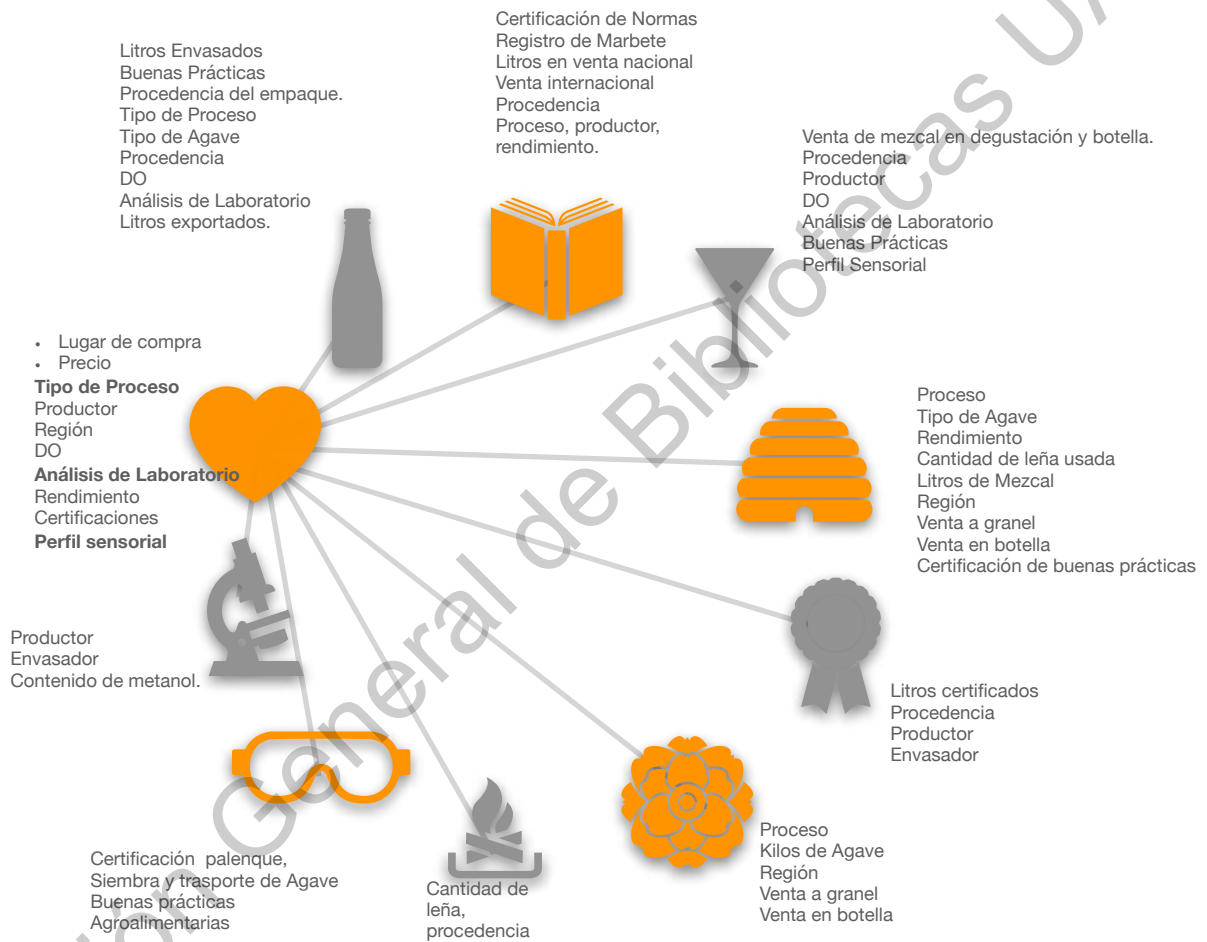 Litros Envasados
Buenas Prácticas
Procedencia del empaque.
Tipo de Proceso
Tipo de Agave
Procedencia
DO
Análisis de Laboratorio
Litros exportados.
Certificación de Normas
Registro de Marbete
Litros en venta nacional
Venta internacional
Procedencia
Proceso, productor,
rendimiento.
Venta de mezcal en degustación y botella.
Procedencia
Productor
DO
Análisis de Laboratorio
Buenas Prácticas
Perfil Sensorial
• Lugar de compra
• Precio
Tipo de Proceso
Productor
Región
DO
Análisis de Laboratorio
Rendimiento
Certificaciones
Perfil sensorial
Proceso
Tipo de Agave
Rendimiento
Cantidad de leña usada
Litros de Mezcal
Región
Venta a granel
Venta en botella
Certificación de buenas prácticas
Productor
Envasador
Contenido de metanol.
Litros certificados
Procedencia
Productor
Envasador
Certificación palenque,
Siembra y trasporte de Agave
Buenas prácticas
Agroalimentarias
Cantidad de
leña,
procedencia
Proceso
Kilos de Agave
Región
Venta a granel
Venta en botella
General de Bibliotecas